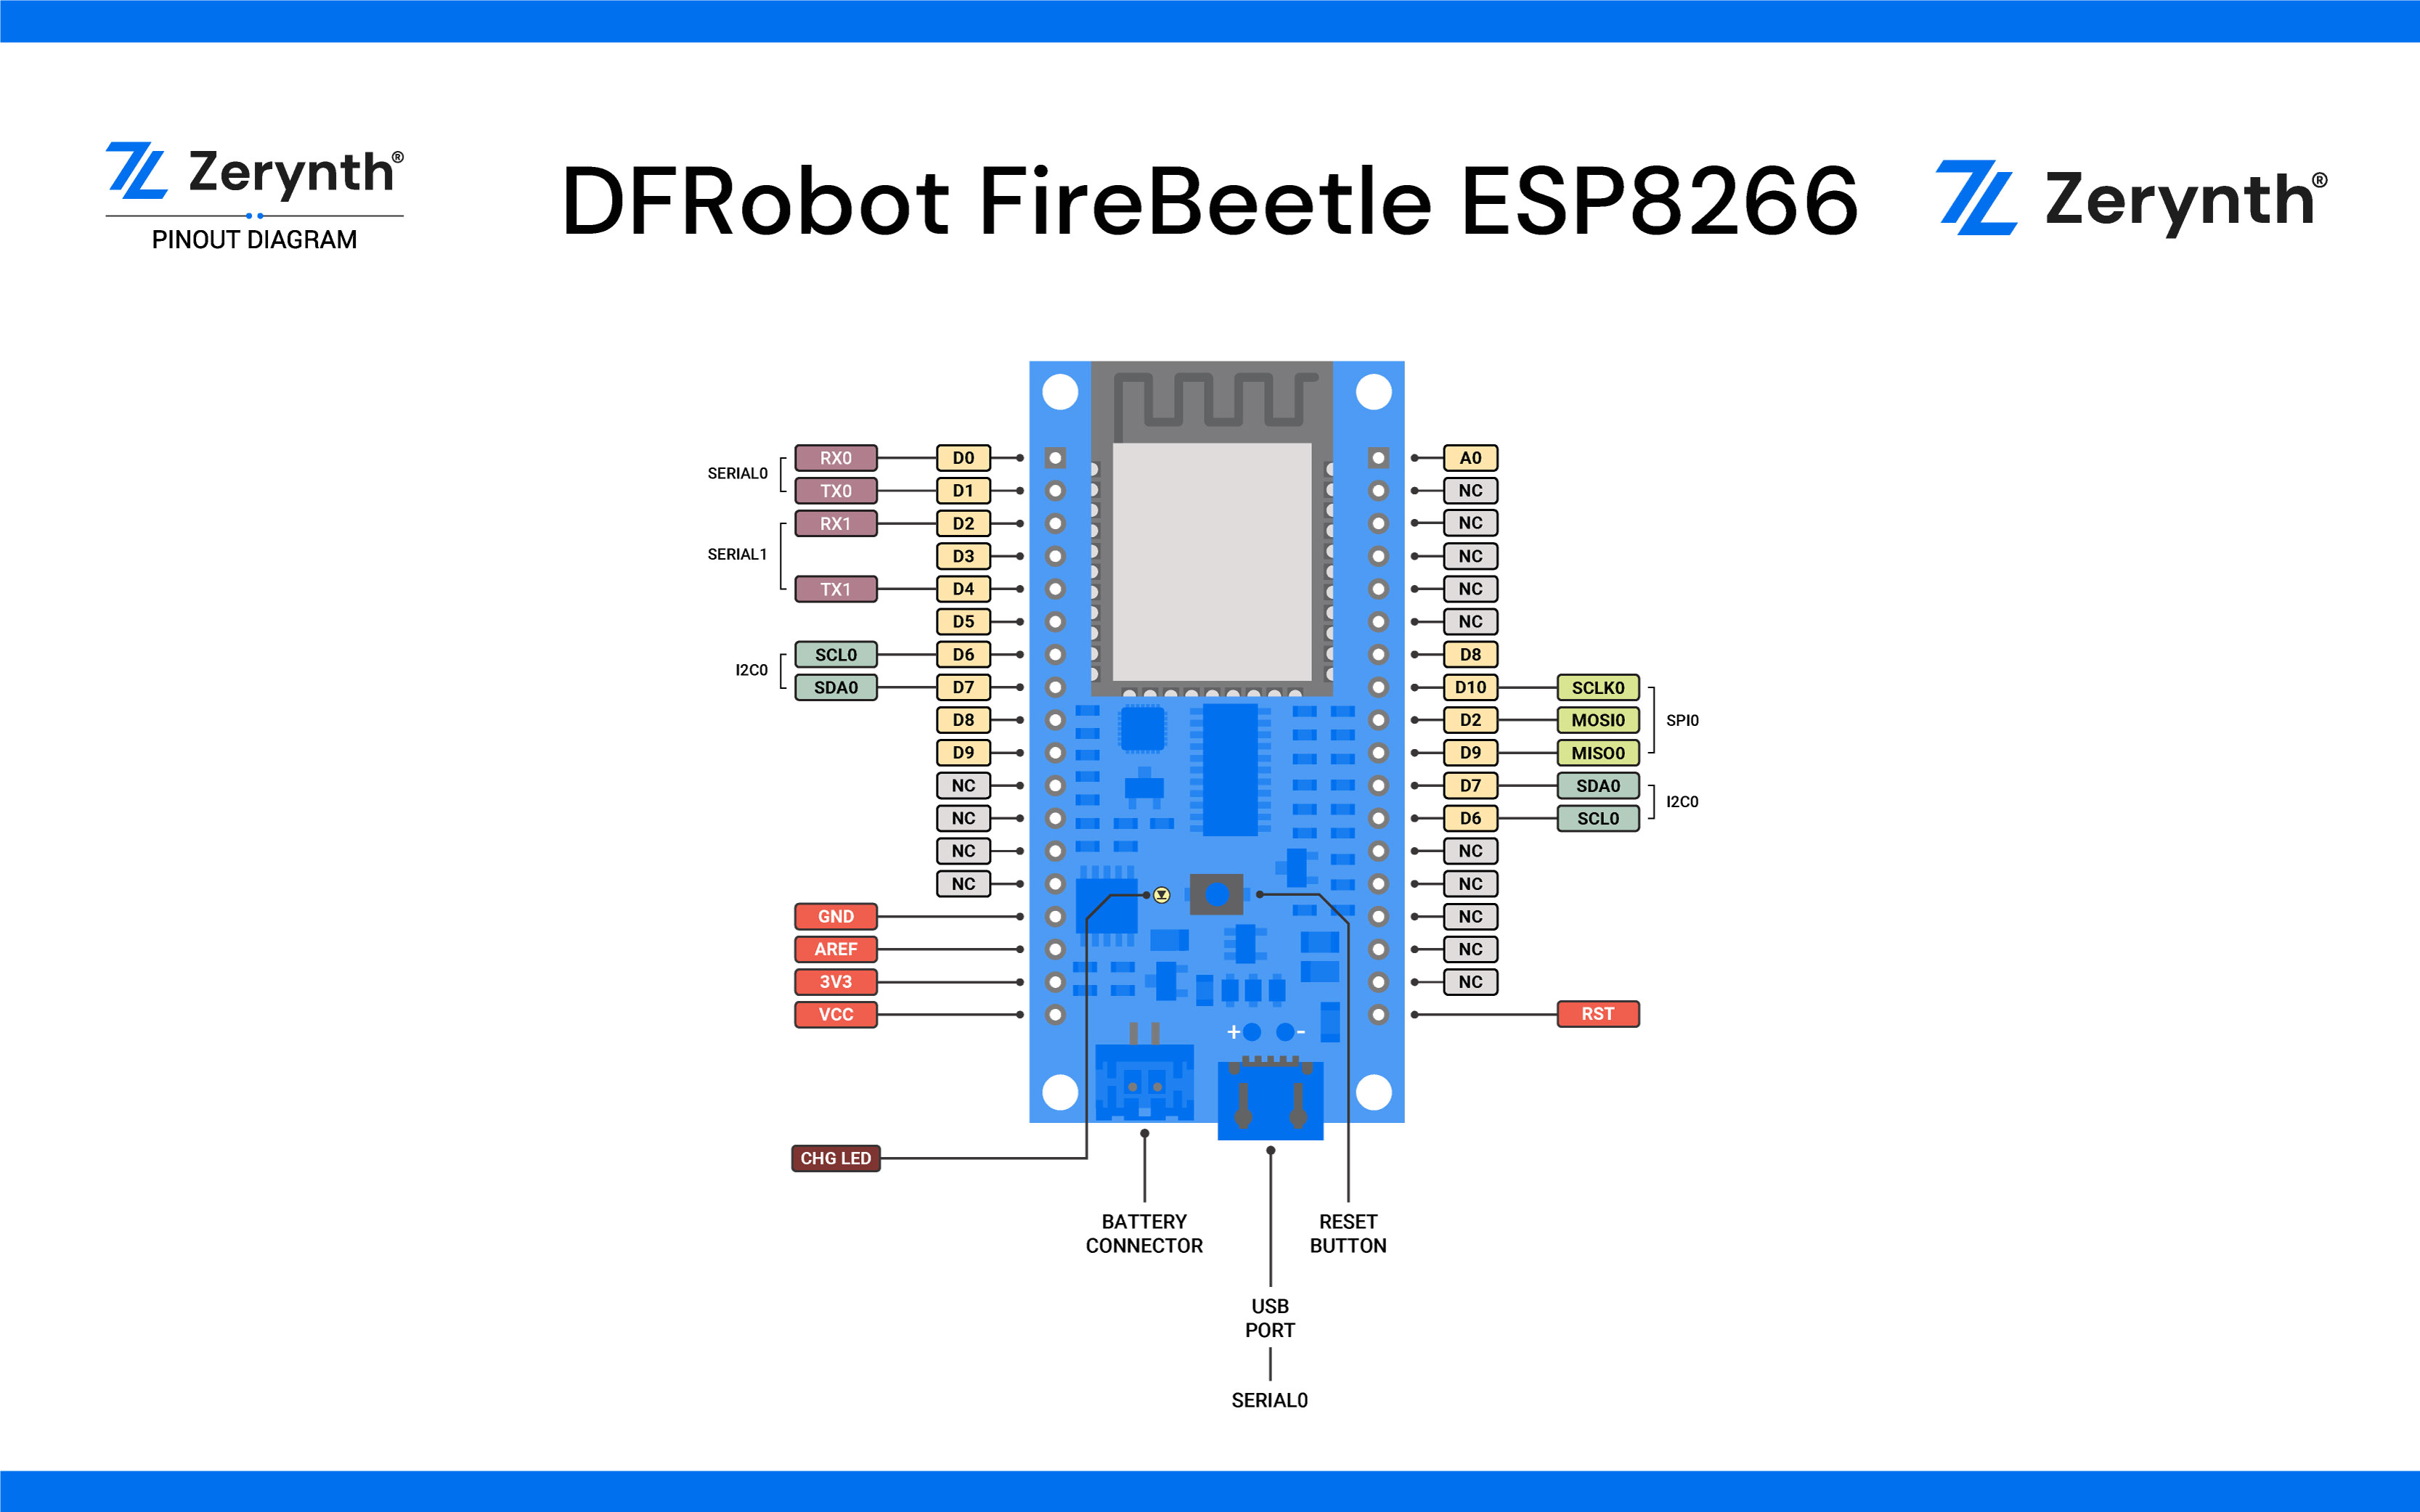 Zerynth®
PINOUT DIAGRAM
DFRobot FireBeetle ESP8266
Zerynth®
SERIAL0
RX0 D0
TX0 D1
SERIAL1
RX1 D2
D3
TX1 D4
D5
I2C0
SCL0 D6
SDA0 D7
D8
D9
NC
NC
NC
NC
GND
AREF
3V3
VCC
A0
NC
NC
NC
NC
NC
D8
D10 SCLK0
D2 MOSI0
D9 MISO0
SPI0
D7 SDA0
D6 SCL0
I2C0
NC
NC
NC
NC
NC
RST
+ -
CHG LED
BATTERY
CONNECTOR
RESET
BUTTON
USB
PORT
SERIAL0